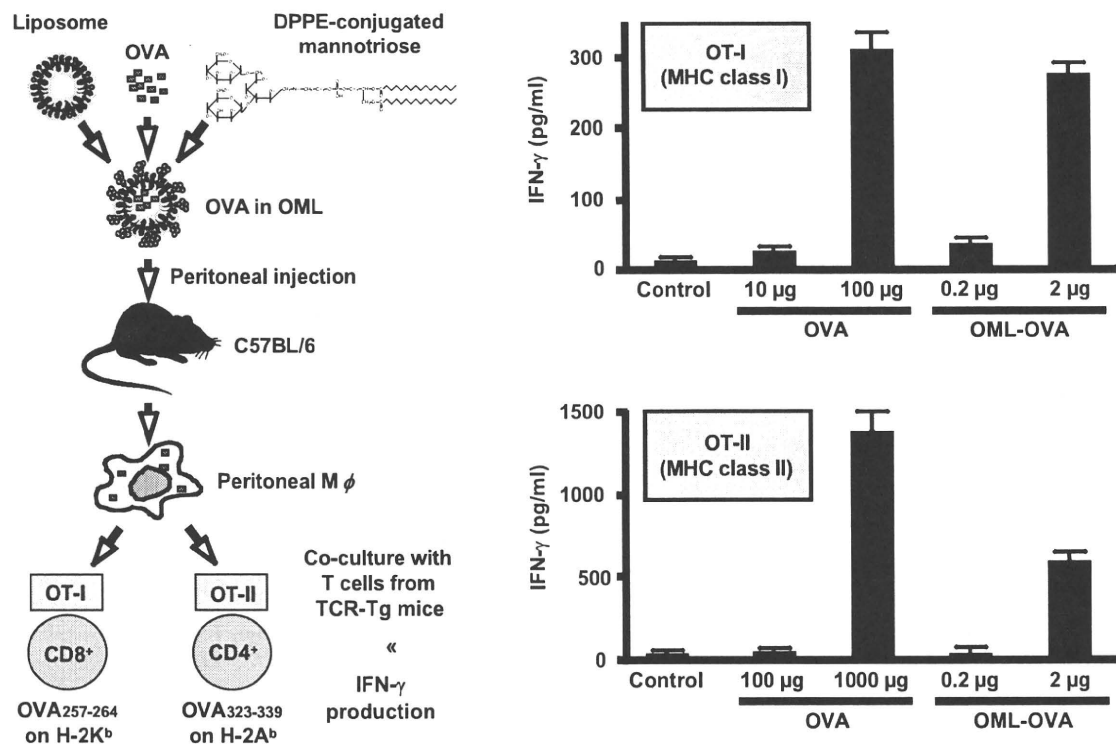 Liposome
OVA
DPPE-conjugated
mannotriose
OVA in OML
Peritoneal injection
C57BL/6
Peritoneal M ϕ
OT-I
OT-II
CD8+
CD4+
OVA257-264
on H-2Kb
OVA323-339
on H-2Ab
Co-culture with
T cells from
TCR-Tg mice
«
IFN-γ
production
OT-I
(MHC class I)
IFN-γ (pg/ml)
300
200
100
0
Control
10 µg
100 µg
0.2 µg
2 µg
OVA
OML-OVA
OT-II
(MHC class II)
IFN-γ (pg/ml)
1500
1000
500
0
Control
100 µg
1000 µg
0.2 µg
2 µg
OVA
OML-OVA